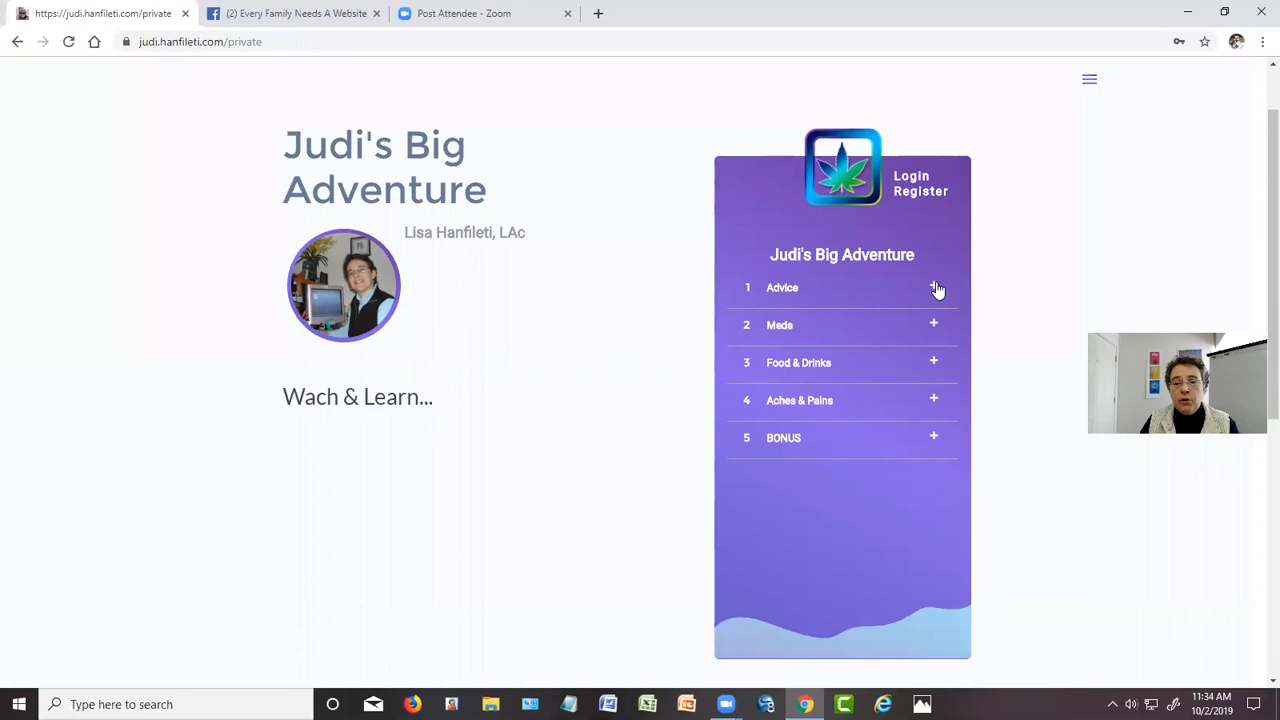 https://judi.hanfileti.com/private
(2) Every Family Needs A Website
Post Attendee - Zoom
judi.hanfileti.com/private
Judi's Big
Adventure
Lisa Hanfileti, LAc
Wach & Learn...
Login
Register
Judi's Big Adventure
1 Advice
2 Meds +
3 Food & Drinks +
4 Aches & Pains +
5 BONUS +
Type here to search
11:34 AM
10/2/2019